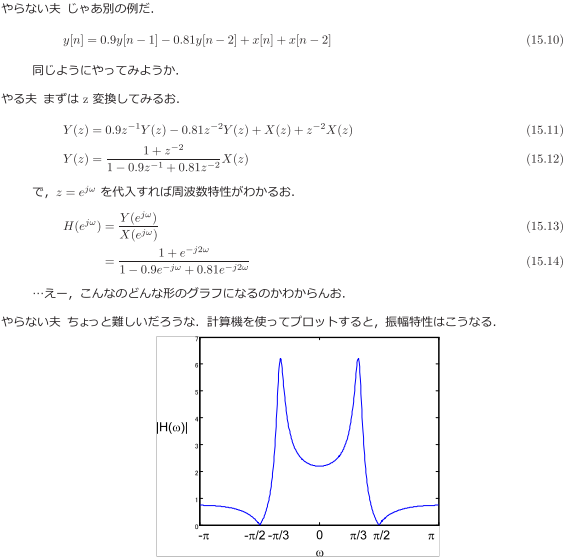 やらない夫 じゃあ別の例だ．
y[n] = 0.9y[n − 1] − 0.81y[n − 2] + x[n] + x[n − 2] (15.10)
同じようにやってみようか．
やる夫 まずは z 変換してみるお．
Y(z) = 0.9z^{−1}Y(z) − 0.81z^{−2}Y(z) + X(z) + z^{−2}X(z) (15.11)
Y(z) = \frac{1 + z^{−2}}{1 − 0.9z^{−1} + 0.81z^{−2}}X(z) (15.12)
で，z = e^{jω} を代入すれば周波数特性がわかるお．
H(e^{jω}) = \frac{Y(e^{jω})}{X(e^{jω})} (15.13)
= \frac{1 + e^{−j2ω}}{1 − 0.9e^{−jω} + 0.81e^{−j2ω}} (15.14)
…えー，こんなのどんな形のグラフになるのかわからんお．
やらない夫 ちょっと難しいだろうな．計算機を使ってプロットすると，振幅特性はこうなる．
7
6
5
4
|H(ω)|
3
2
1
0
-π -π/2 -π/3 0 π/3 π/2 π
ω